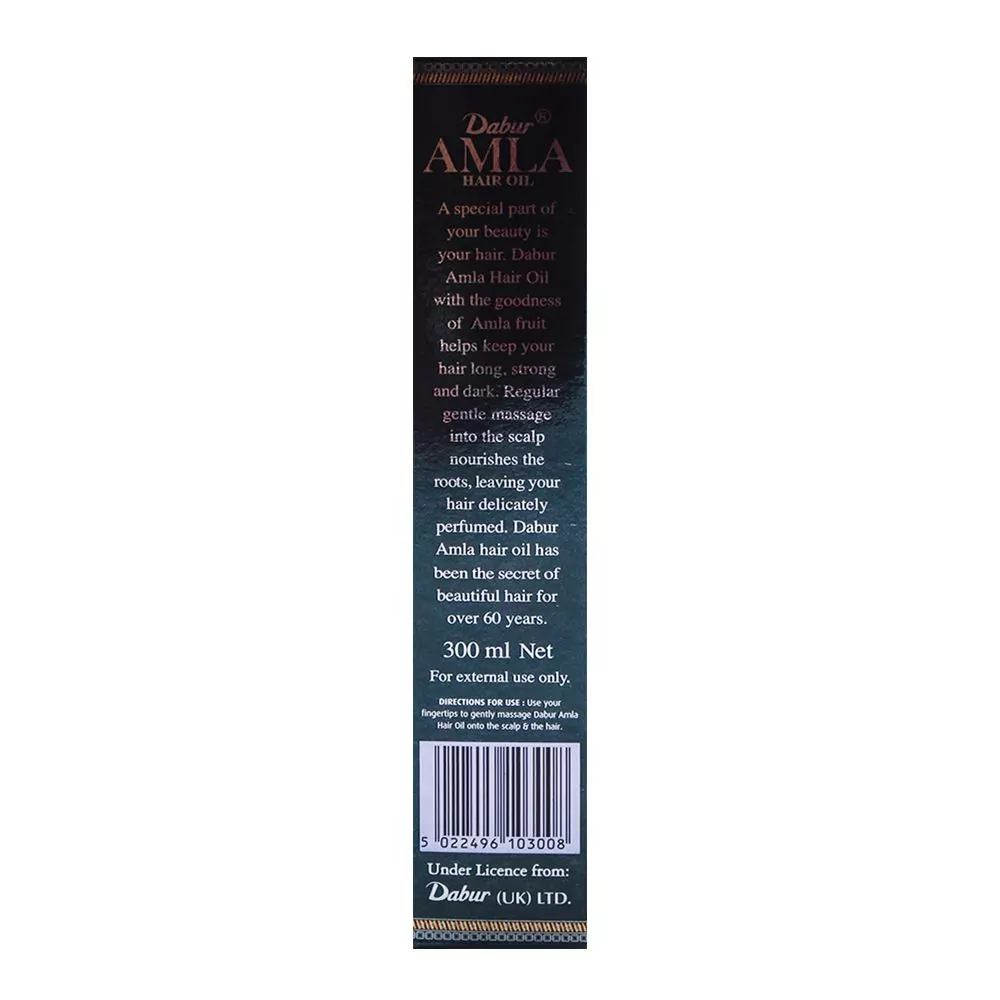 Dabur®
AMLA
HAIR OIL
A special part of
your beauty is
your hair. Dabur
Amla Hair Oil
with the goodness
of Amla fruit
helps keep your
hair long, strong
and dark. Regular
gentle massage
into the scalp
nourishes the
roots, leaving your
hair delicately
perfumed. Dabur
Amla hair oil has
been the secret of
beautiful hair for
over 60 years.
300 ml Net
For external use only.
DIRECTIONS FOR USE : Use your
fingertips to gently massage Dabur Amla
Hair Oil onto the scalp & the hair.
5 022496 103008
Under Licence from:
Dabur (UK) LTD.